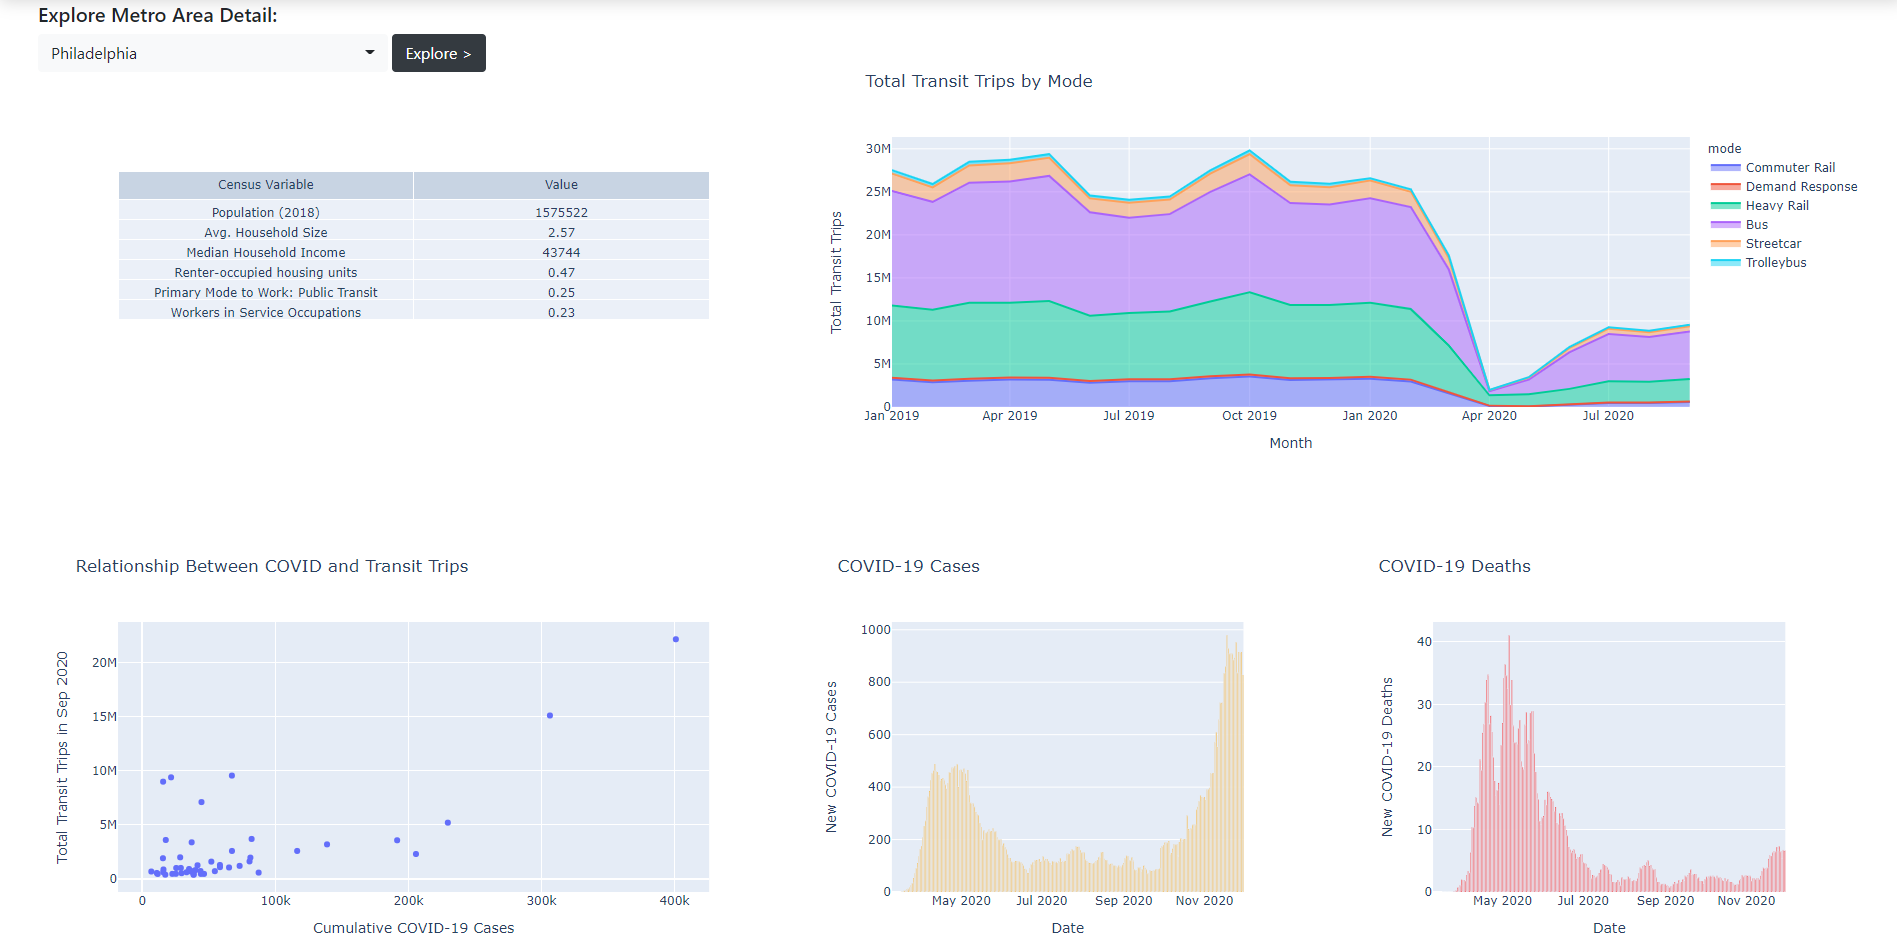 Explore Metro Area Detail:
Philadelphia
Explore >
Census Variable Value
Population (2018) 1575522
Avg. Household Size 2.57
Median Household Income 43744
Renter-occupied housing units 0.47
Primary Mode to Work: Public Transit 0.25
Workers in Service Occupations 0.23
Total Transit Trips by Mode
Total Transit Trips
30M
25M
20M
15M
10M
5M
0
Jan 2019 Apr 2019 Jul 2019 Oct 2019 Jan 2020 Apr 2020 Jul 2020
Month
mode
Commuter Rail
Demand Response
Heavy Rail
Bus
Streetcar
Trolleybus
Relationship Between COVID and Transit Trips
Total Transit Trips in Sep 2020
20M
15M
10M
5M
0
0 100k 200k 300k 400k
Cumulative COVID-19 Cases
COVID-19 Cases
New COVID-19 Cases
1000
800
600
400
200
0
May 2020 Jul 2020 Sep 2020 Nov 2020
Date
COVID-19 Deaths
New COVID-19 Deaths
40
30
20
10
0
May 2020 Jul 2020 Sep 2020 Nov 2020
Date